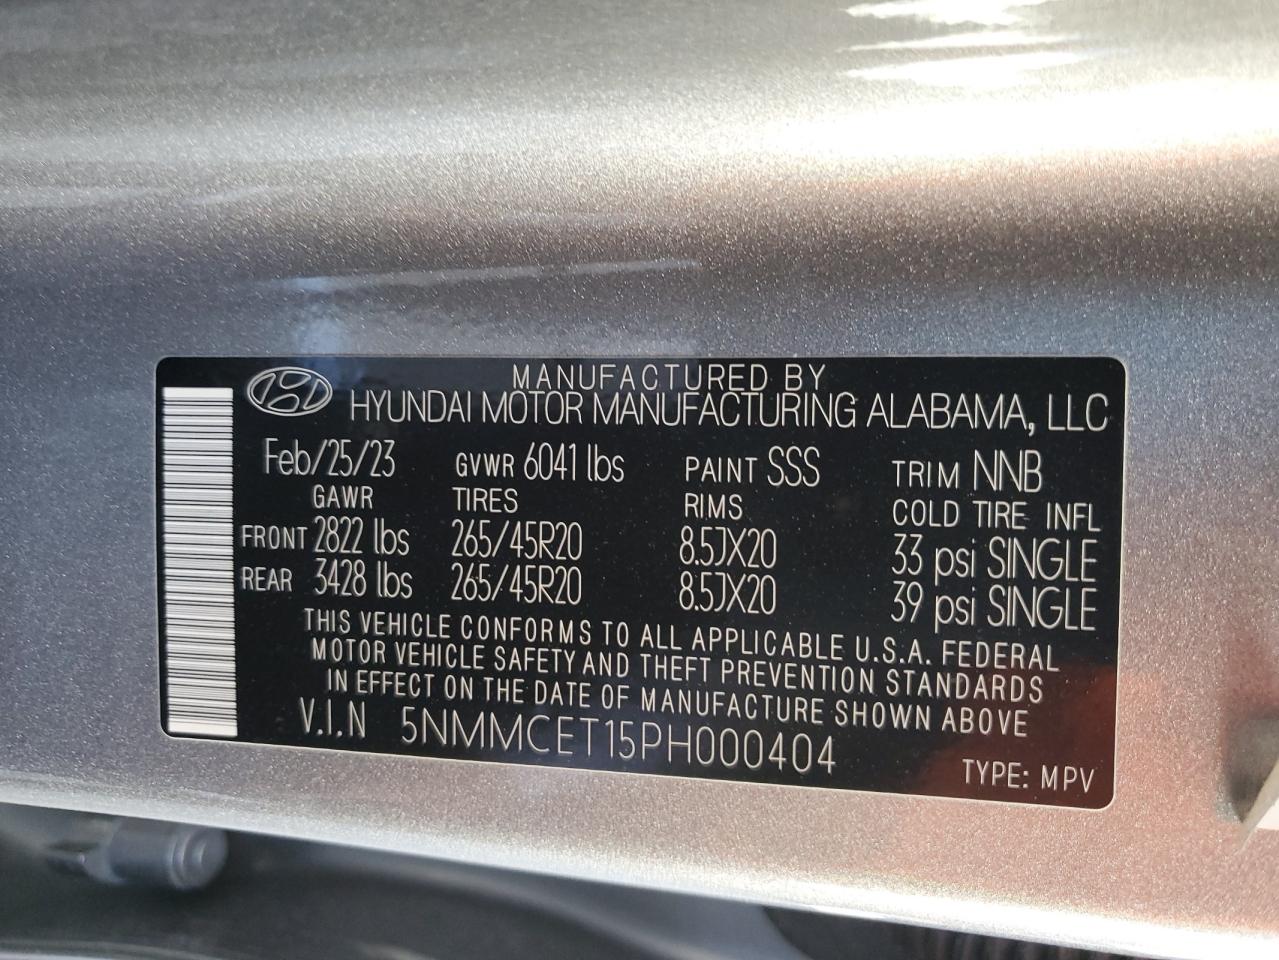 MANUFACTURED BY
HYUNDAI MOTOR MANUFACTURING ALABAMA, LLC
Feb/25/23 GVWR 6041 lbs PAINT SSS TRIM NNB
GAWR TIRES RIMS COLD TIRE INFL
FRONT 2822 lbs 265/45R20 8.5JX20 33 psi SINGLE
REAR 3428 lbs 265/45R20 8.5JX20 39 psi SINGLE
THIS VEHICLE CONFORMS TO ALL APPLICABLE U.S.A. FEDERAL
MOTOR VEHICLE SAFETY AND THEFT PREVENTION STANDARDS
IN EFFECT ON THE DATE OF MANUFACTURE SHOWN ABOVE
V.I.N 5NMMCET15PH000404
TYPE: MPV